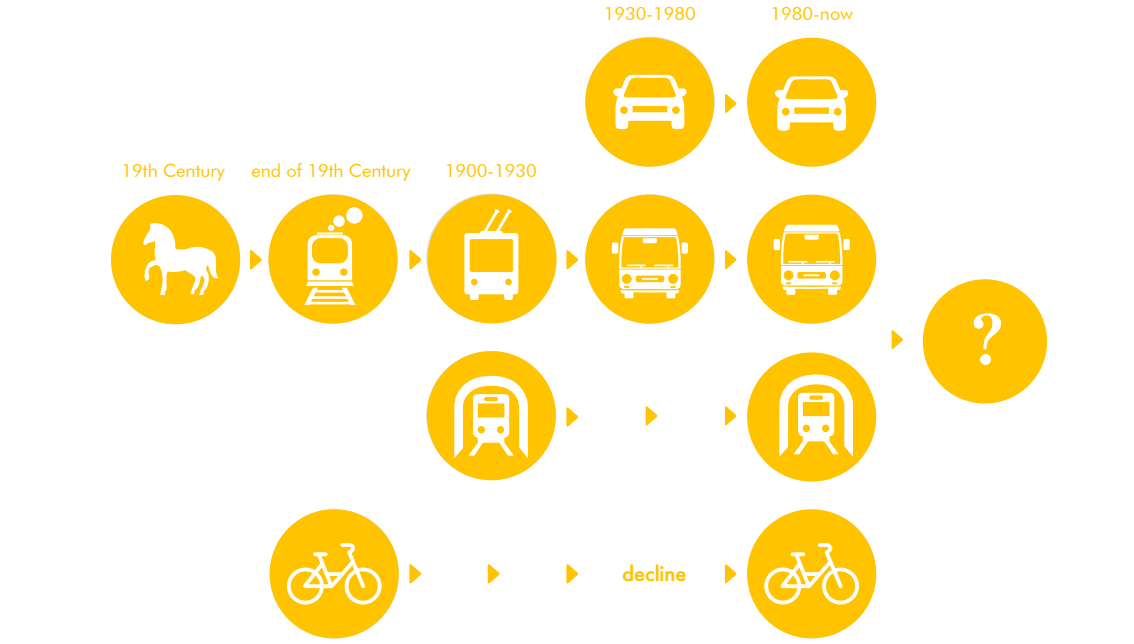 1930-1980
1980-now
19th Century
end of 19th Century
1900-1930
?
decline